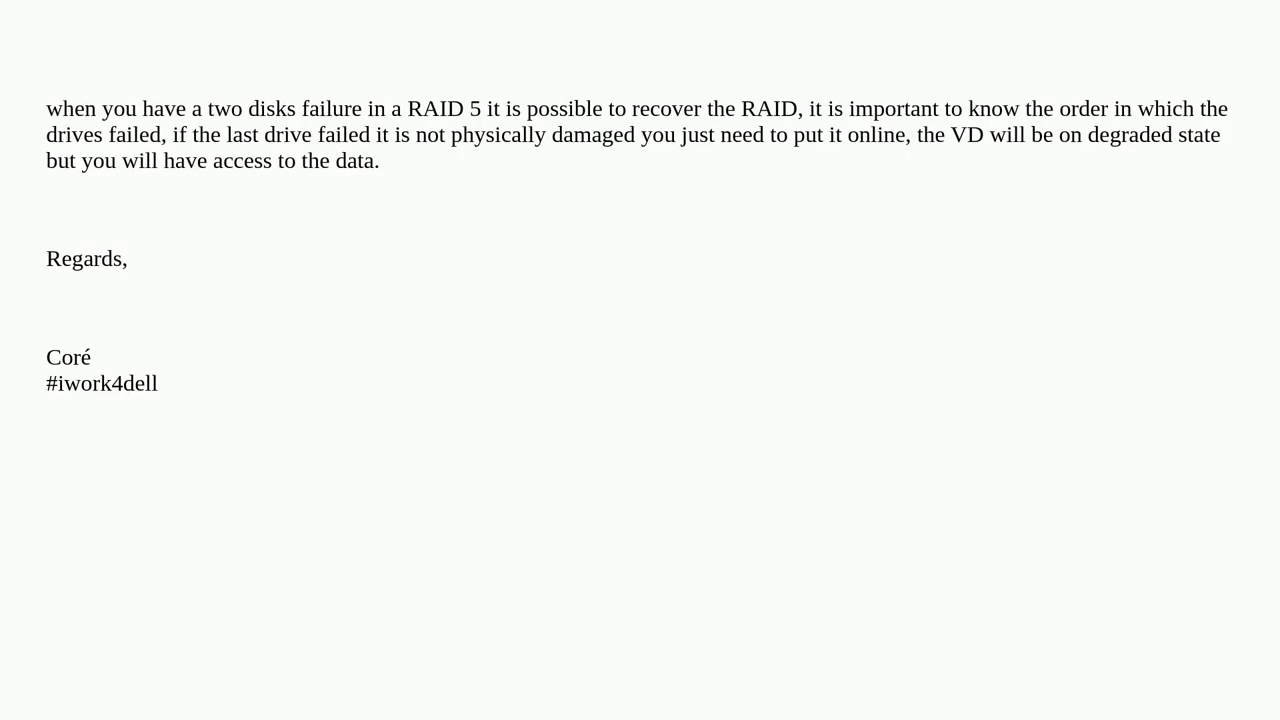 when you have a two disks failure in a RAID 5 it is possible to recover the RAID, it is important to know the order in which the
drives failed, if the last drive failed it is not physically damaged you just need to put it online, the VD will be on degraded state
but you will have access to the data.
Regards,
Coré
#iwork4dell